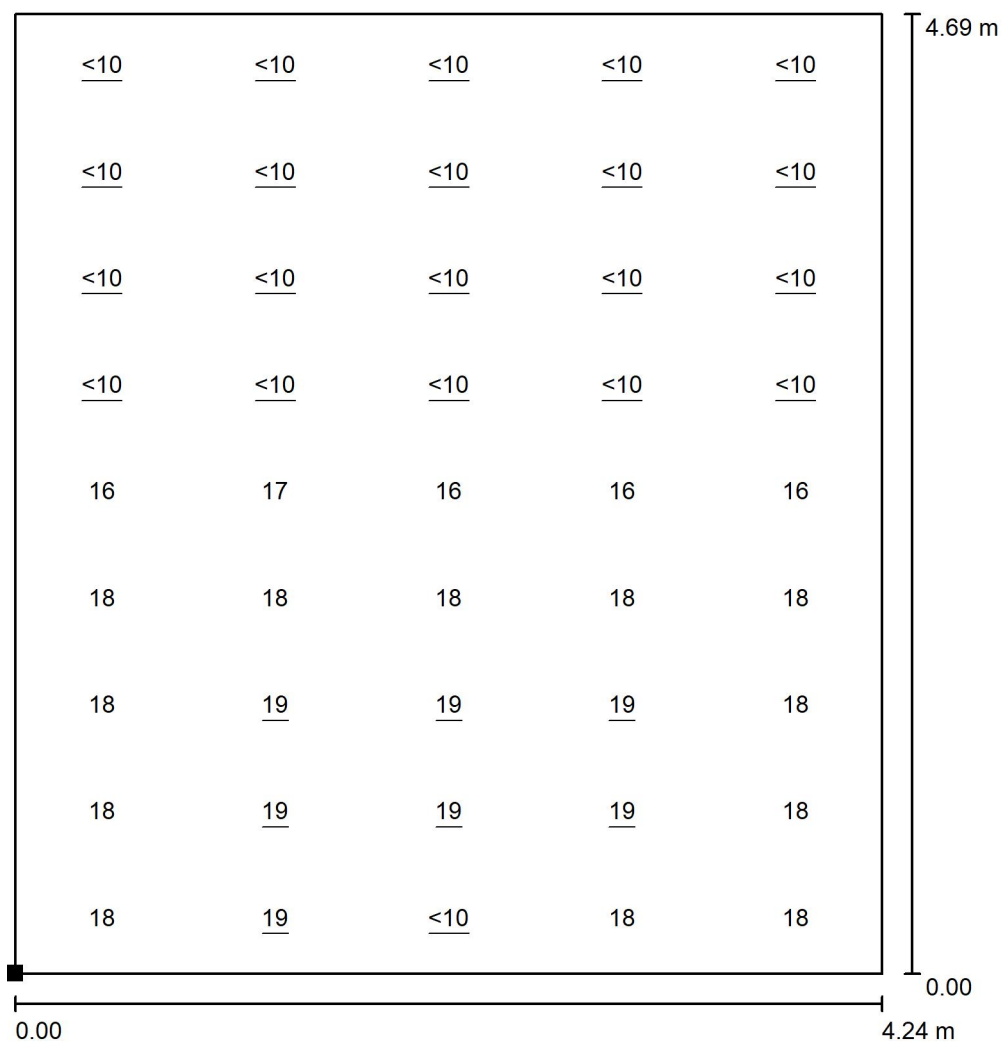 4.69 m
<10 <10 <10 <10 <10
<10 <10 <10 <10 <10
<10 <10 <10 <10 <10
<10 <10 <10 <10 <10
16 17 16 16 16
18 18 18 18 18
18 19 19 19 18
18 19 19 19 18
18 19 <10 18 18
0.00
0.00 4.24 m